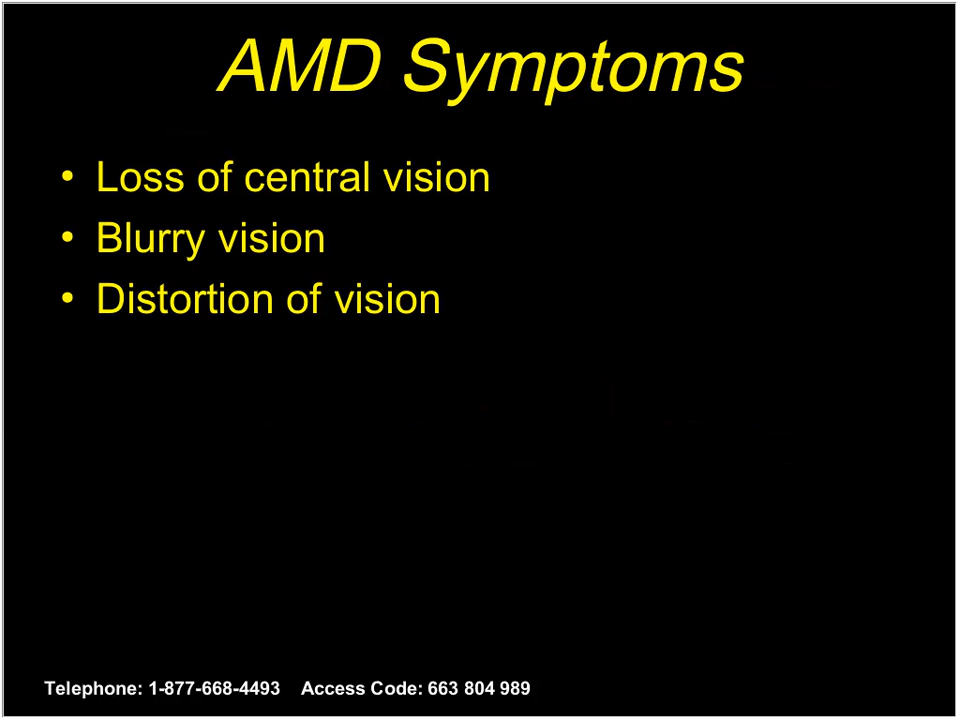 AMD Symptoms
• Loss of central vision
• Blurry vision
• Distortion of vision
Telephone: 1-877-668-4493 Access Code: 663 804 989